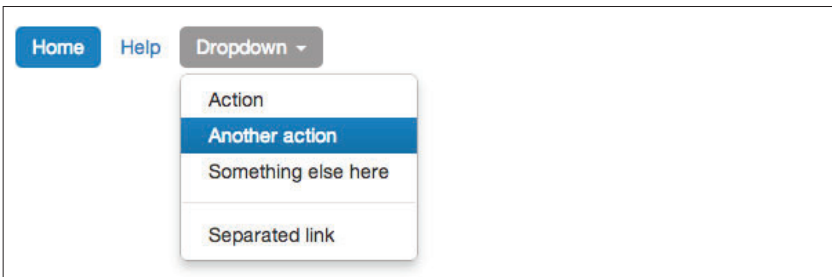 Home Help Dropdown
Action
Another action
Something else here
Separated link